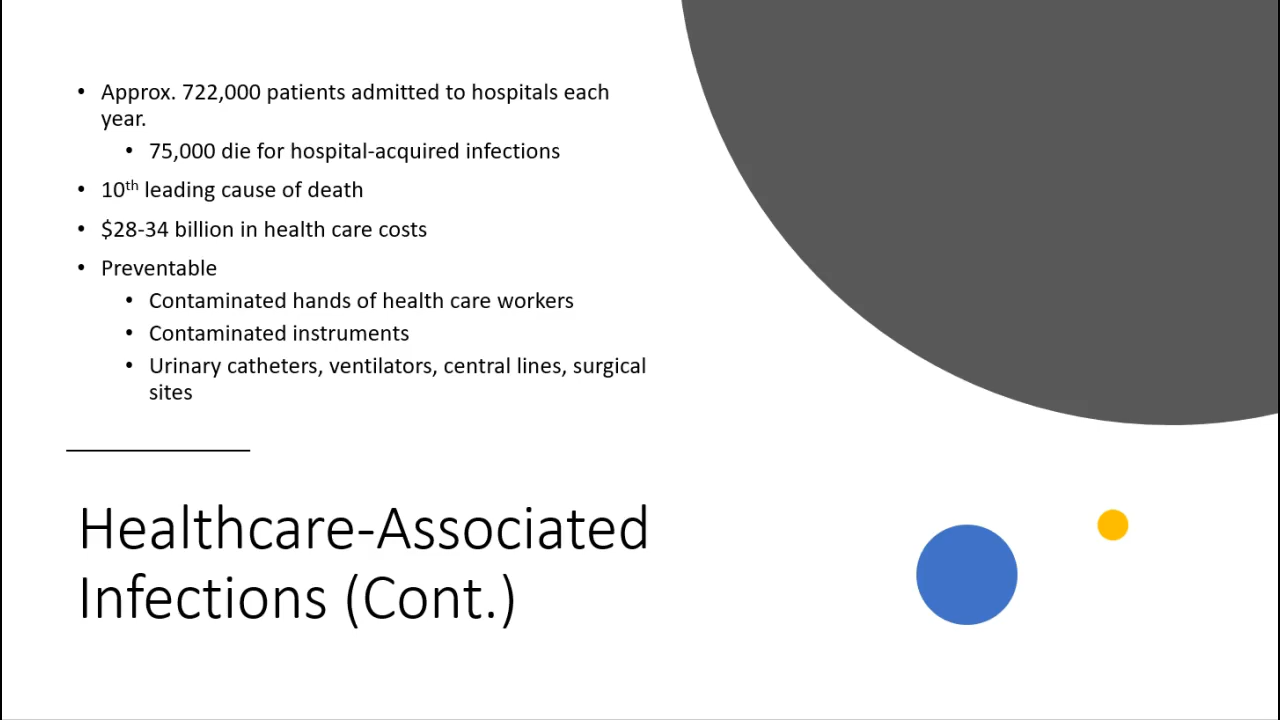 • Approx. 722,000 patients admitted to hospitals each
year.
• 75,000 die for hospital-acquired infections
• 10th leading cause of death
• $28-34 billion in health care costs
• Preventable
• Contaminated hands of health care workers
• Contaminated instruments
• Urinary catheters, ventilators, central lines, surgical
sites
Healthcare-Associated
Infections (Cont.)